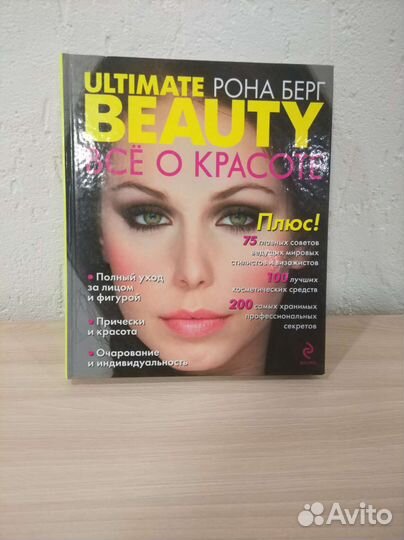 ULTIMATE РОНА БЕРГ
BEAUTY
ВСЁ О КРАСОТЕ
Плюс!
75 главных советов
ведущих мировых
стилистов и визажистов
100 лучших
косметических средств
200 самых хранимых
профессиональных
секретов
• Полный уход
за лицом
и фигурой
• Прически
и красота
• Очарование
и индивидуальность
Avito